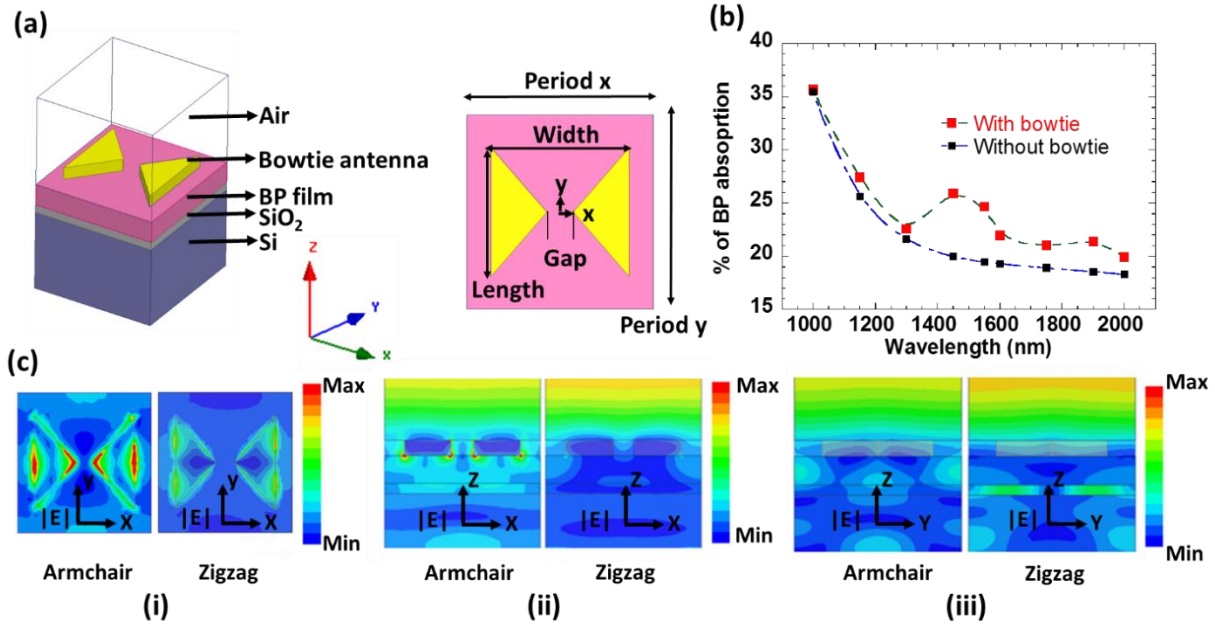 (a)
Air
Bowtie antenna
BP film
SiO2
Si
Z
Y
X
Period x
Width
y
x
Gap
Length
Period y
(b)
% of BP absoprtion
40
35
30
25
20
15
With bowtie
Without bowtie
1000 1200 1400 1600 1800 2000
Wavelength (nm)
(c)
y
|E| X
Armchair
y
|E| X
Zigzag
Max
Min
(i)
Z
|E| X
Armchair
Z
|E| X
Zigzag
Max
Min
(ii)
Z
|E| Y
Armchair
Z
|E| Y
Zigzag
Max
Min
(iii)